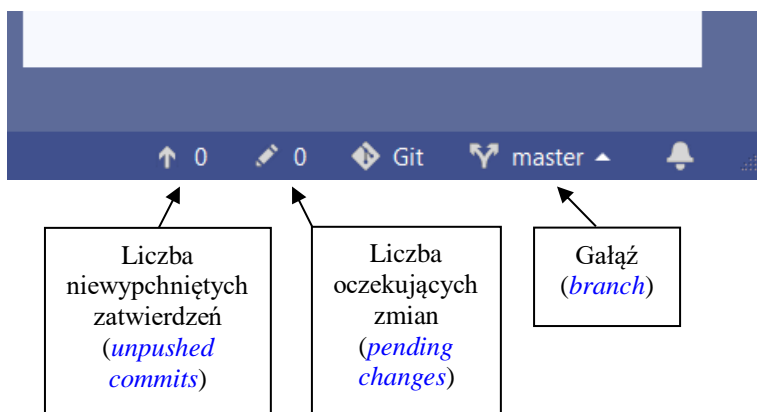 0 0 Git master
Liczba
niewypchniętych
zatwierdzeń
(unpushed
commits)
Liczba
oczekujących
zmian
(pending
changes)
Gałąź
(branch)